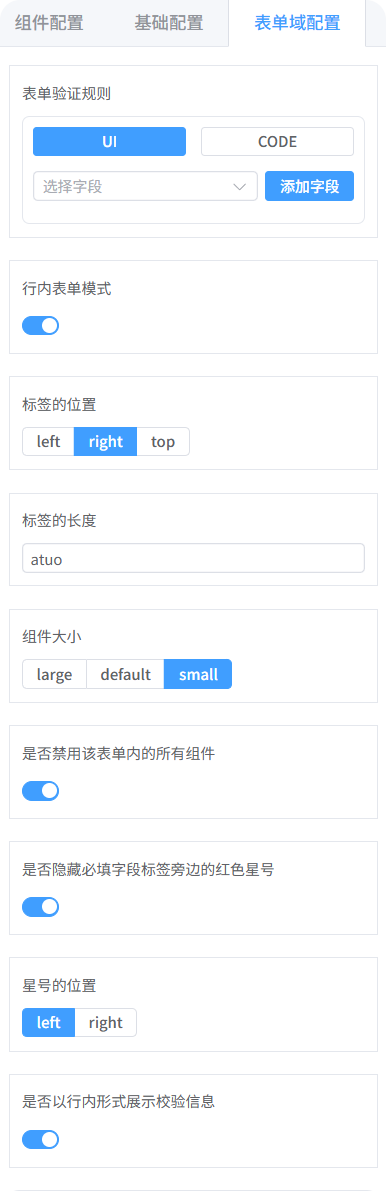 组件配置 基础配置 表单域配置
表单验证规则
UI CODE
选择字段 添加字段
行内表单模式
标签的位置
left right top
标签的长度
atuo
组件大小
large default small
是否禁用该表单内的所有组件
是否隐藏必填字段标签旁边的红色星号
星号的位置
left right
是否以行内形式展示校验信息